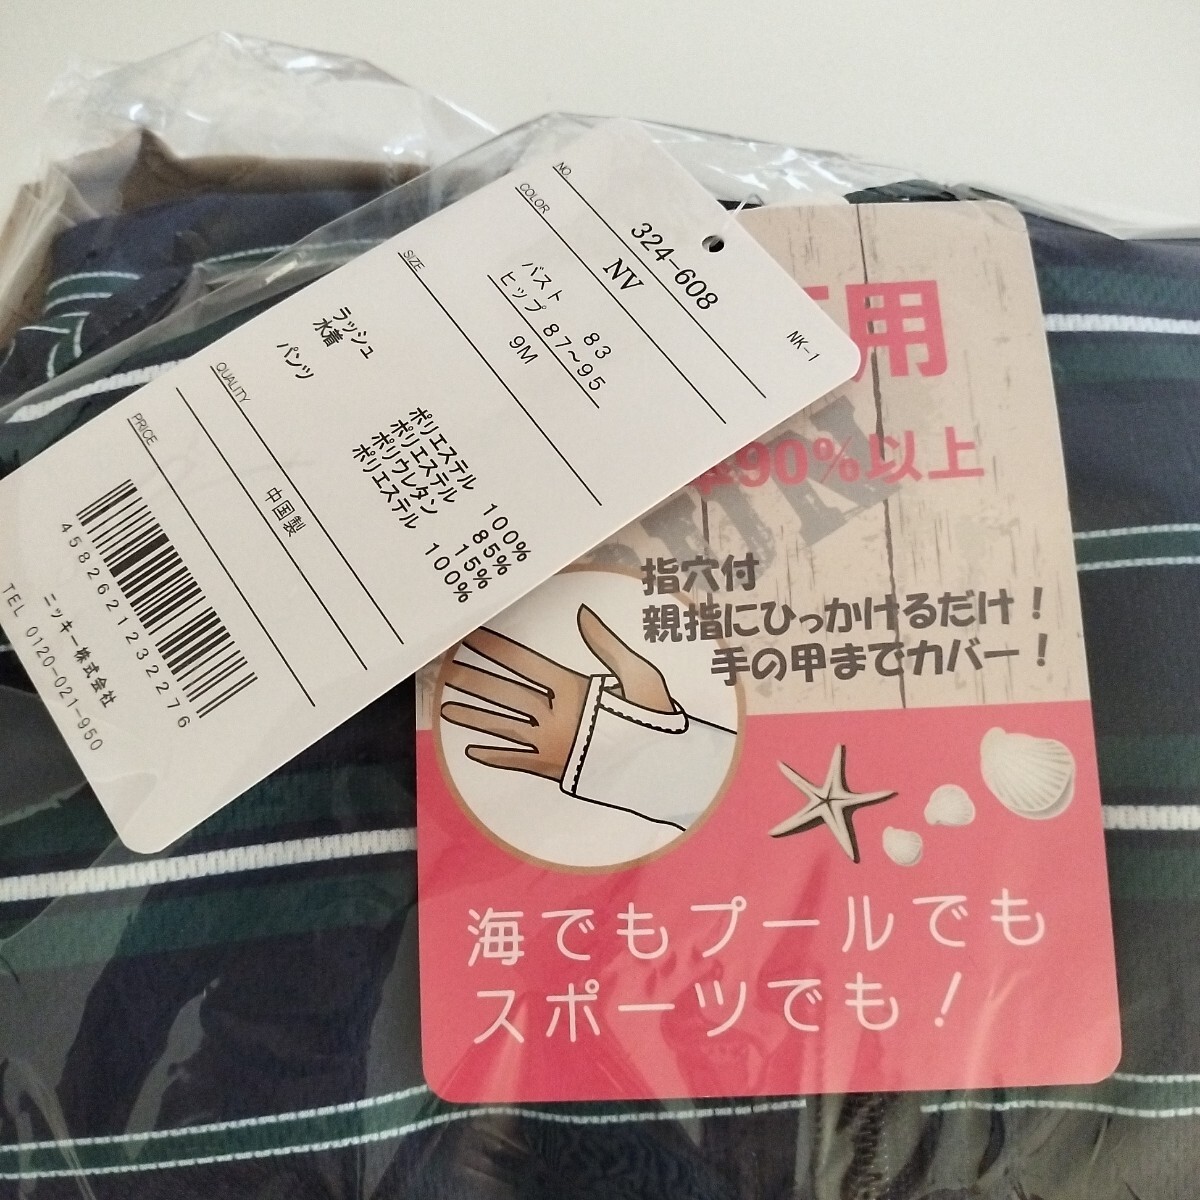 NO. 324-608
COLOR NV
バスト 83
ヒップ 87~95
SIZE 9M
ラッシュ ポリエステル 100%
水着 ポリエステル 85%
ポリウレタン 15%
パンツ ポリエステル 100%
QUALITY
中国製
PRICE
4582621232276
ニッキー株式会社
TEL 0120-021-950
NK-1
用
90%以上
指穴付
親指にひっかけるだけ!
手の甲までカバー!
海でもプールでも
スポーツでも!